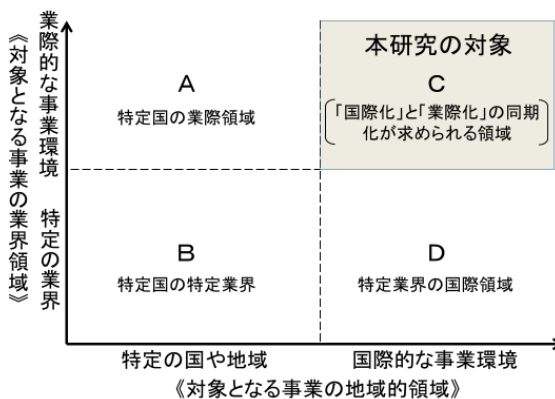 《対象となる事業の業界領域》
業際的な事業環境
特定の業界
本研究の対象
A
特定国の業際領域
C
「国際化」と「業際化」の同期
化が求められる領域
B
特定国の特定業界
D
特定業界の国際領域
特定の国や地域
国際的な事業環境
《対象となる事業の地域的領域》